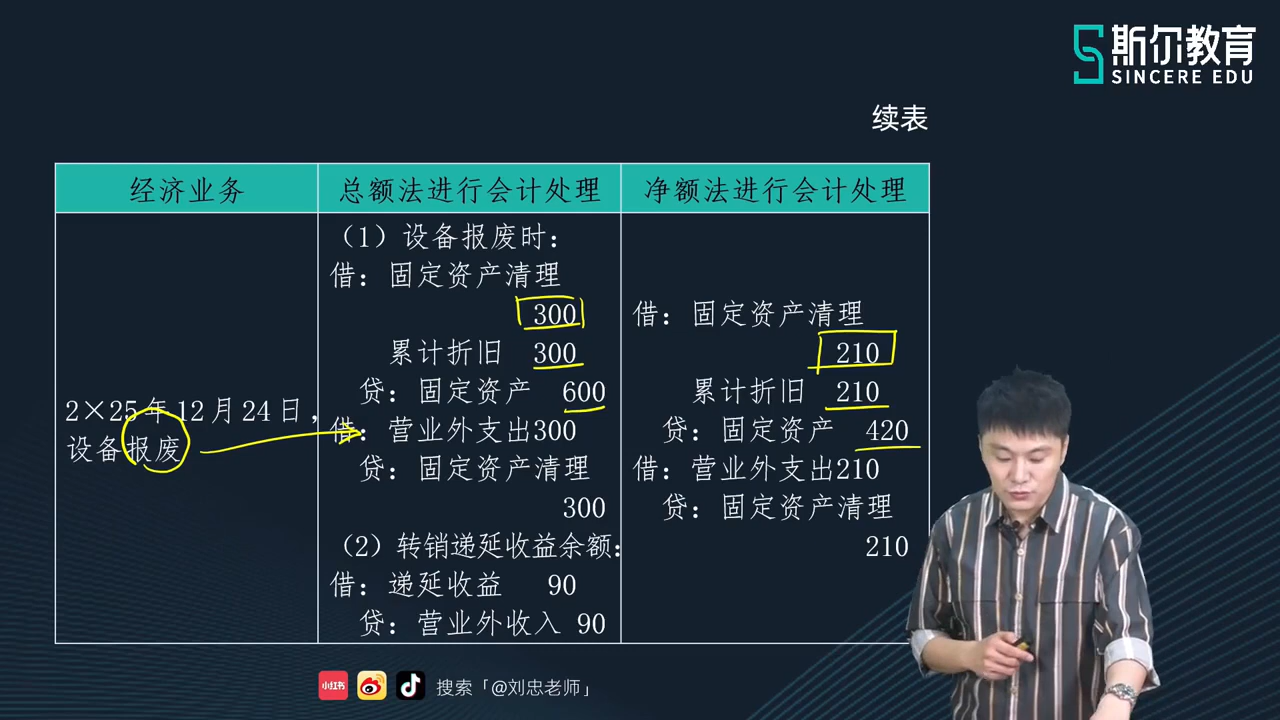 斯尔教育
SINCERE EDU
续表
经济业务
总额法进行会计处理
净额法进行会计处理
2×25年12月24日，
设备报废
（1）设备报废时：
借：固定资产清理
300
累计折旧 300
贷：固定资产 600
借：营业外支出300
贷：固定资产清理
300
（2）转销递延收益余额：
借：递延收益 90
贷：营业外收入 90
借：固定资产清理
210
累计折旧 210
贷：固定资产 420
借：营业外支出210
贷：固定资产清理
210
小红书
搜索「@刘忠老师」